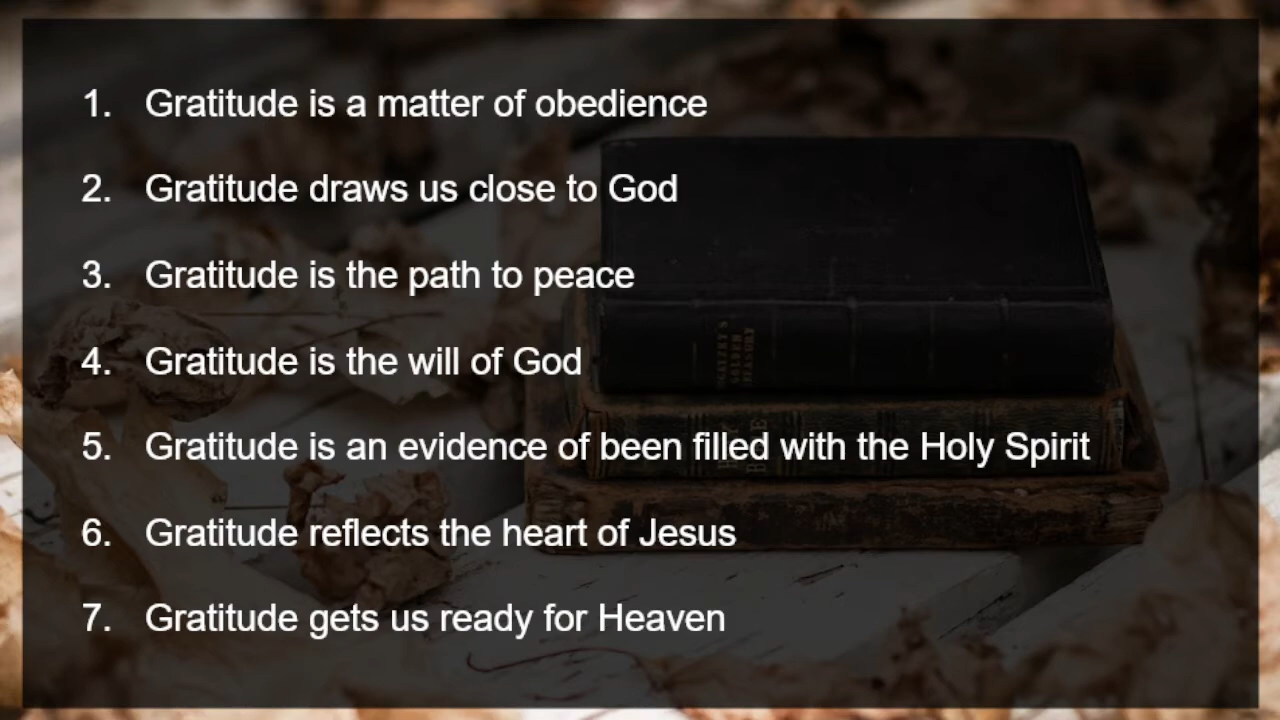 1. Gratitude is a matter of obedience
2. Gratitude draws us close to God
3. Gratitude is the path to peace
4. Gratitude is the will of God
5. Gratitude is an evidence of been filled with the Holy Spirit
6. Gratitude reflects the heart of Jesus
7. Gratitude gets us ready for Heaven